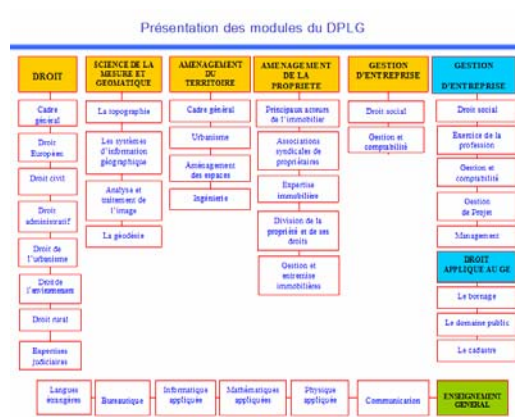 Présentation des modules du DPLG
DROIT
Cadre
général
Droit
Européen
Droit civil
Droit
administratif
Droit de
l'urbanisme
Droit de
l'environnement
Droit rural
Expertises
judiciaires
SCIENCE DE LA
MESURE ET
GEOMATIQUE
La topographie
Les systèmes
d'information
géographique
Analyse et
traitement de
l'image
La géodésie
AMENAGEMENT
DU
TERRITOIRE
Cadre général
Urbanisme
Aménagement
des espaces
Ingénierie
AMENAGEMENT
DE LA
PROPRIETE
Principaux acteurs
de l'immobilier
Associations
syndicales de
propriétaires
Expertise
immobilière
Division de la
propriété et de ses
droits
Gestion et
entremise
immobilières
GESTION
D'ENTREPRISE
Droit social
Gestion et
comptabilité
GESTION
D'ENTREPRISE
Droit social
Exercice de la
profession
Gestion et
comptabilité
Gestion
de Projet
Management
DROIT
APPLIQUE AU GE
Le bornage
Le domaine public
Le cadastre
Langues
étrangères
Bureautique
Informatique
appliquée
Mathématiques
appliquées
Physique
appliquée
Communication
ENSEIGNEMENT
GENERAL